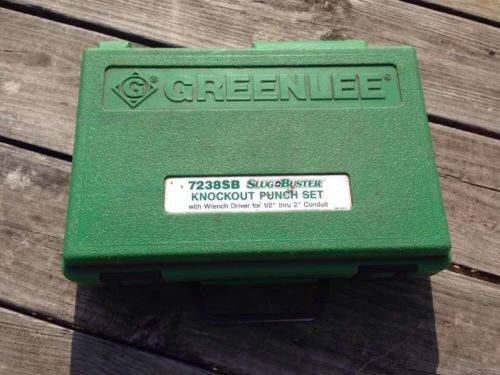 G® GREENLEE®
7238SB SLUG-BUSTER
KNOCKOUT PUNCH SET
with Wrench Driver for 1/2" thru 2" Conduit